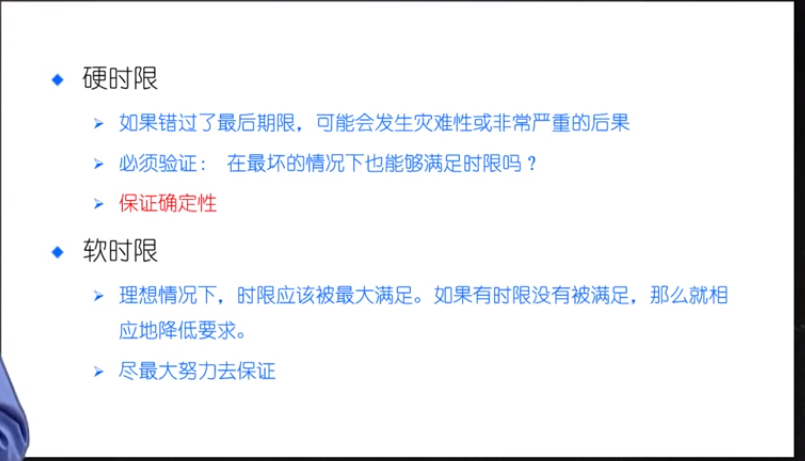 硬时限
如果错过了最后期限，可能会发生灾难性或非常严重的后果
必须验证： 在最坏的情况下也能够满足时限吗？
保证确定性
软时限
理想情况下，时限应该被最大满足。如果有时限没有被满足，那么就相
应地降低要求。
尽最大努力去保证